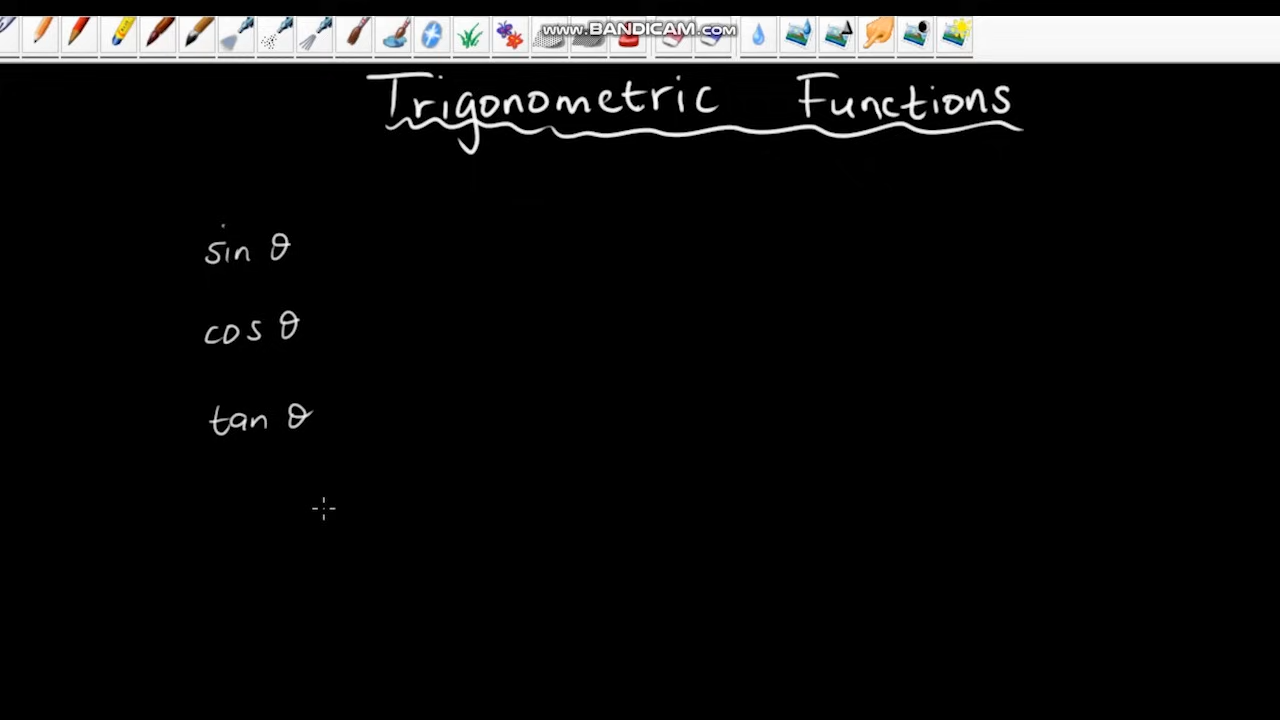 www.BANDICAM.com
Trigonometric Functions
sin θ
cos θ
tan θ